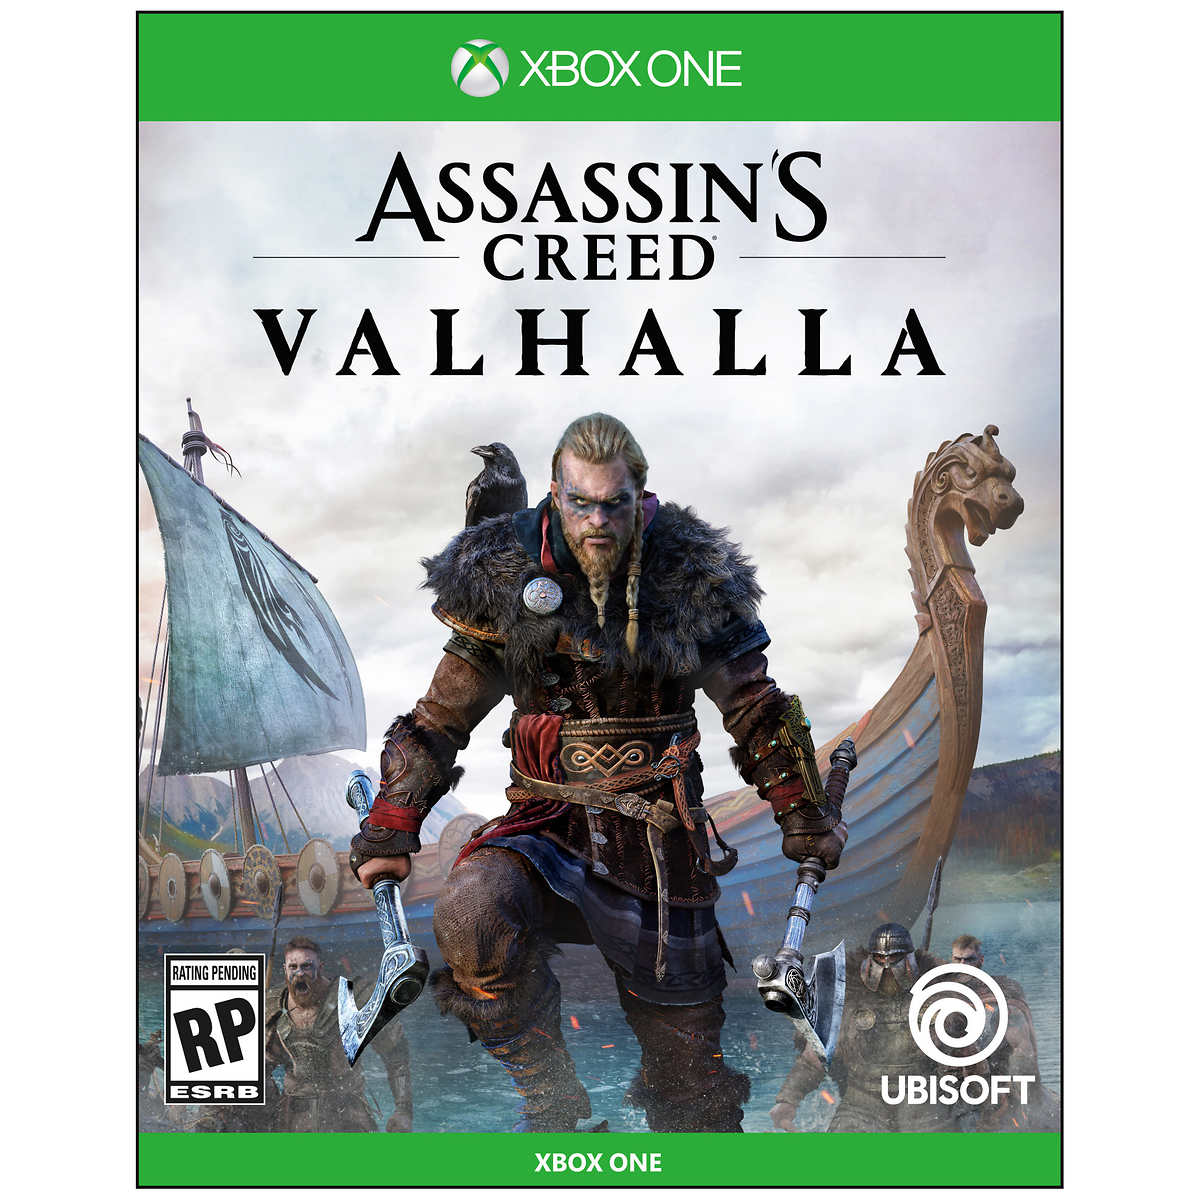 XBOX ONE
ASSASSIN'S
CREED®
VALHALLA
RATING PENDING
RP
ESRB
UBISOFT
XBOX ONE